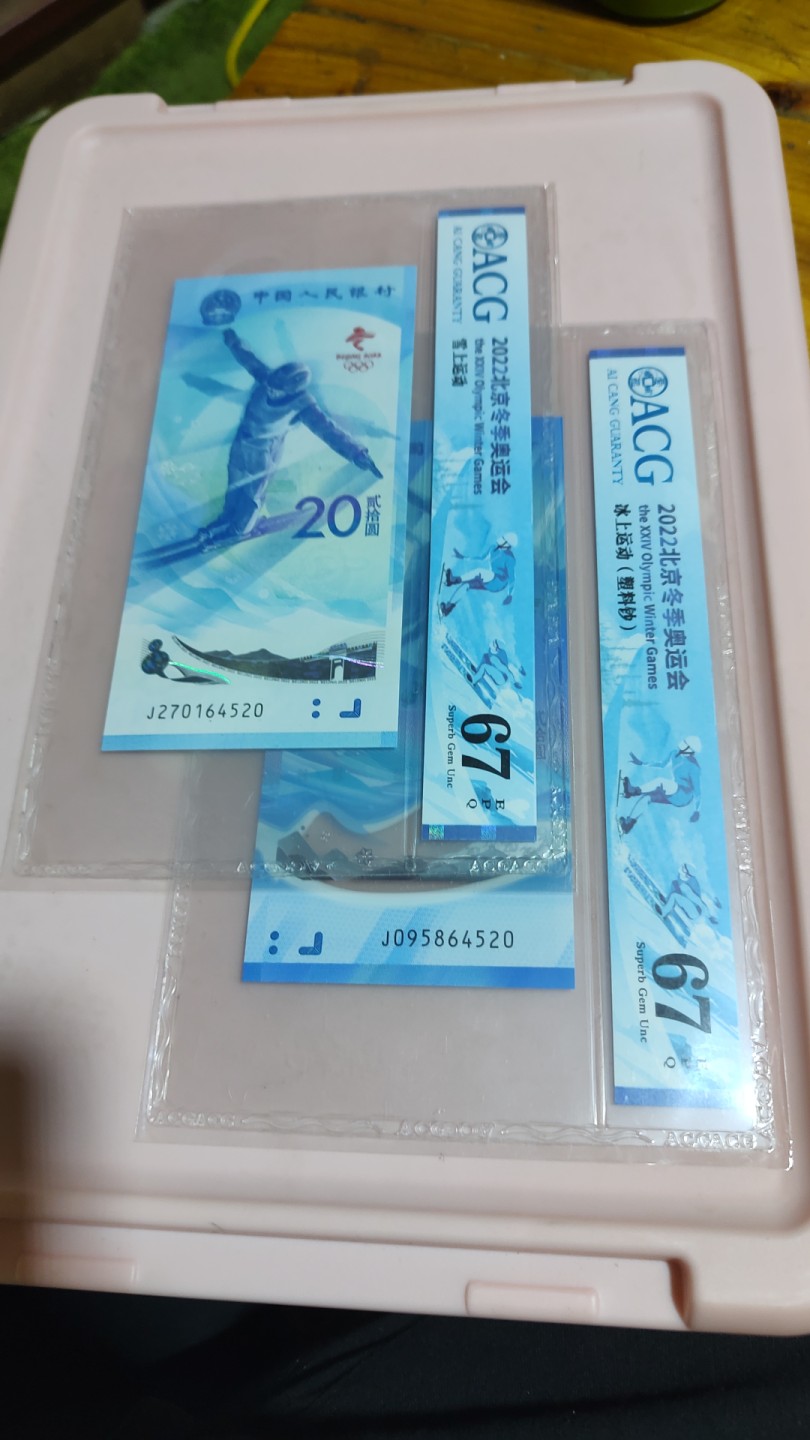 中国人民银行
20
贰拾圆
J270164520
ACG
AI CANG GUARANTY
2022北京冬季奥运会
the XXIV Olympic Winter Games
雪上运动
67
EPQ
Superb Gem Unc
J095864520
ACG
AI CANG GUARANTY
2022北京冬季奥运会
the XXIV Olympic Winter Games
冰上运动（塑料钞）
67
Superb Gem Unc
ACCACG